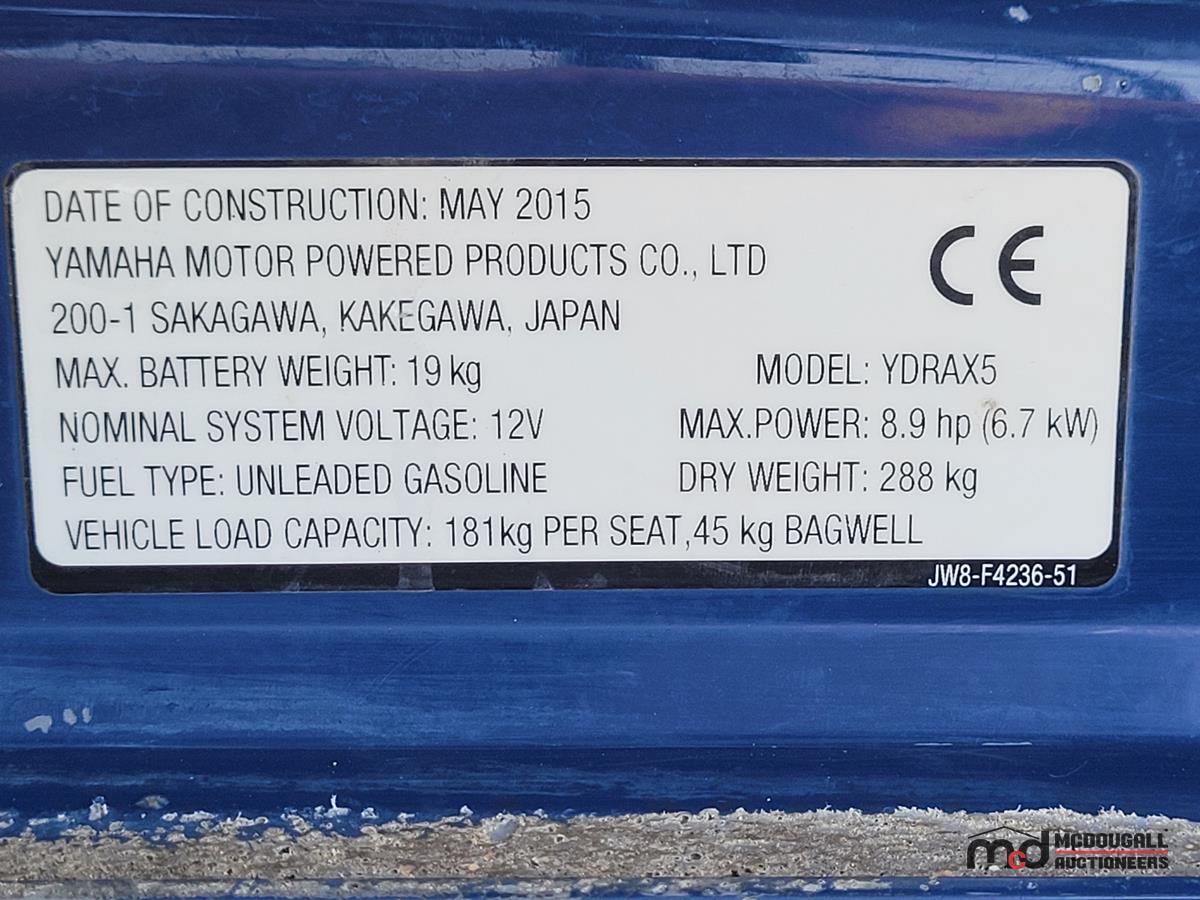 DATE OF CONSTRUCTION: MAY 2015
YAMAHA MOTOR POWERED PRODUCTS CO., LTD
200-1 SAKAGAWA, KAKEGAWA, JAPAN
CE
MAX. BATTERY WEIGHT: 19 kg MODEL: YDRAX5
NOMINAL SYSTEM VOLTAGE: 12V MAX.POWER: 8.9 hp (6.7 kW)
FUEL TYPE: UNLEADED GASOLINE DRY WEIGHT: 288 kg
VEHICLE LOAD CAPACITY: 181kg PER SEAT,45 kg BAGWELL
JW8-F4236-51
mcd MCDOUGALL
AUCTIONEERS